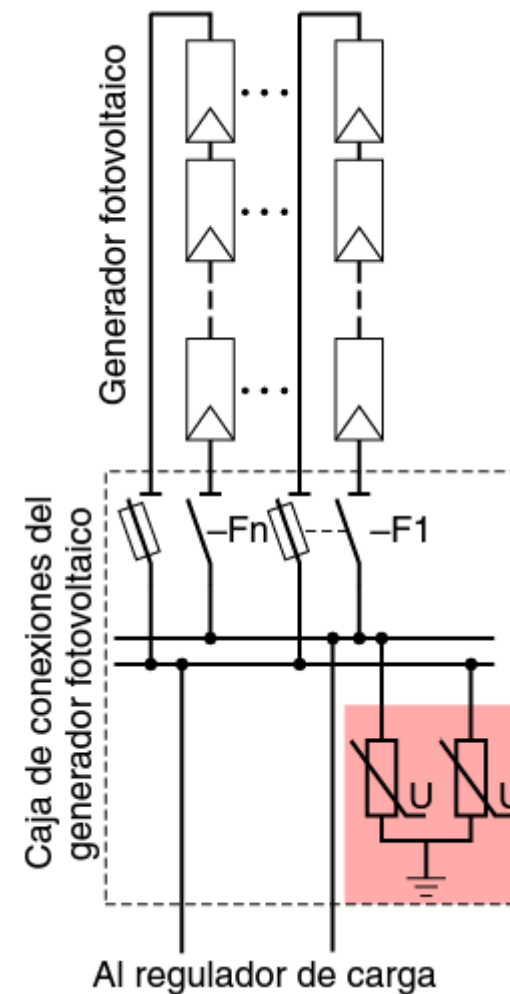 Generador fotovoltaico
Caja de conexiones del
generador fotovoltaico
–Fn
–F1
U
U
Al regulador de carga